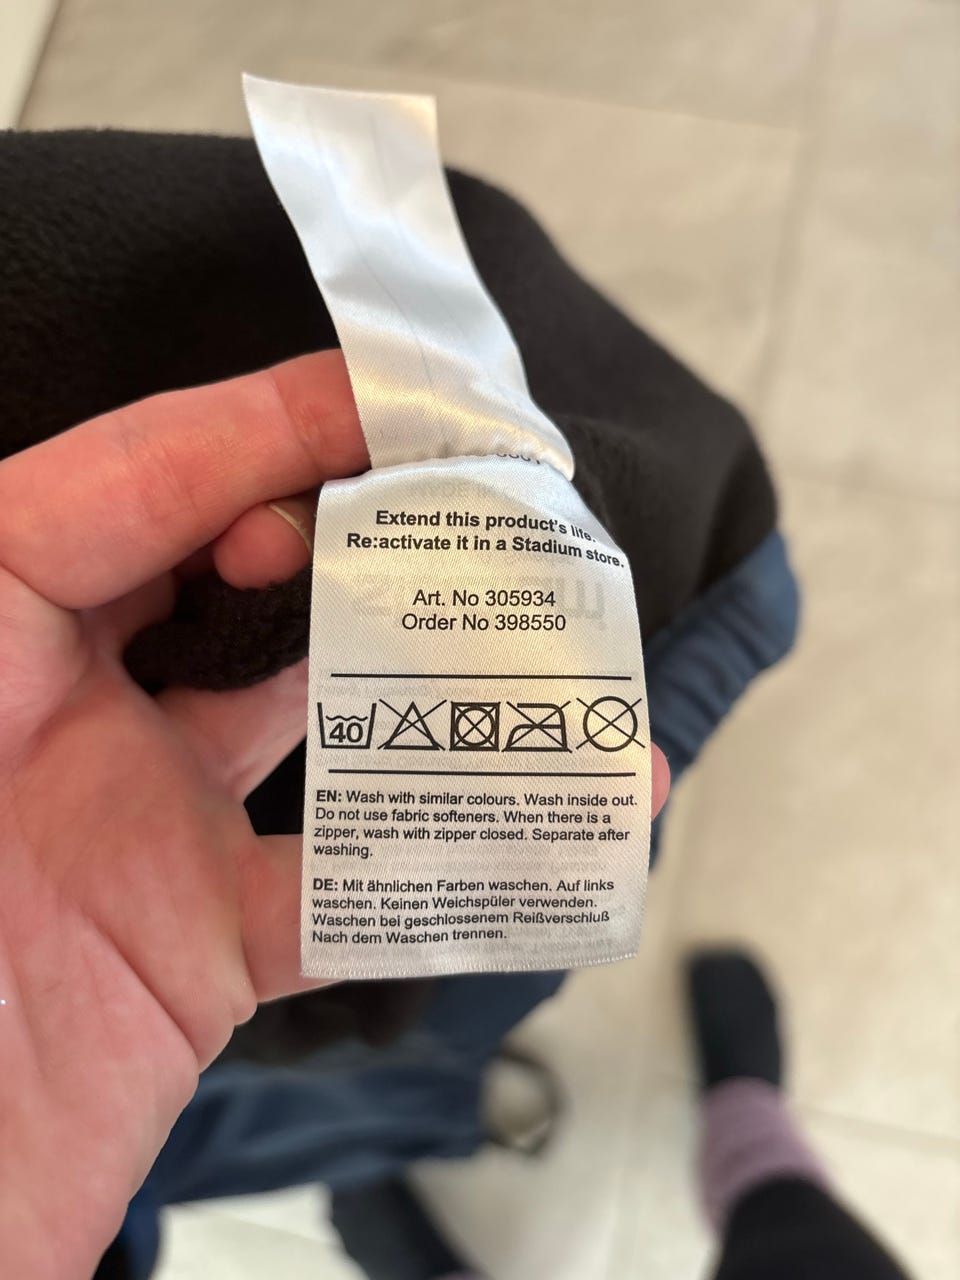 Extend this product's life.
Re:activate it in a Stadium store.
Art. No 305934
Order No 398550
40
EN: Wash with similar colours. Wash inside out.
Do not use fabric softeners. When there is a
zipper, wash with zipper closed. Separate after
washing.
DE: Mit ähnlichen Farben waschen. Auf links
waschen. Keinen Weichspüler verwenden.
Waschen bei geschlossenem Reißverschluß
Nach dem Waschen trennen.